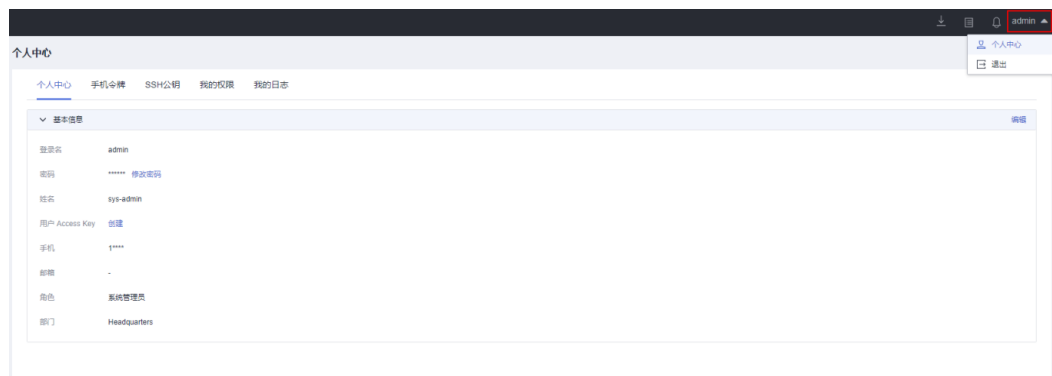 admin
个人中心
个人中心
退出
个人中心 手机令牌 SSH公钥 我的权限 我的日志
基本信息 编辑
登录名 admin
密码 ****** 修改密码
姓名 sys-admin
用户 Access Key 创建
手机 1****
邮箱 -
角色 系统管理员
部门 Headquarters